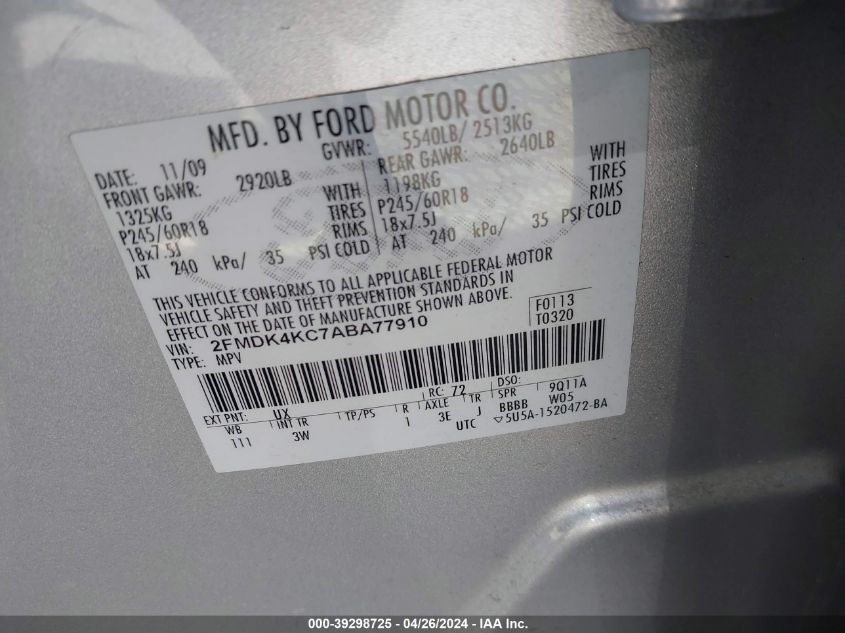 MFD. BY FORD MOTOR CO.
DATE: 11/09 GVWR: 5540LB/ 2513KG
FRONT GAWR: 2920LB REAR GAWR: 2640LB
1325KG WITH 1198KG WITH
P245/60R18 TIRES P245/60R18 TIRES
18x7.5J RIMS 18x7.5J RIMS
AT 240 kPa/ 35 PSI COLD AT 240 kPa/ 35 PSI COLD
THIS VEHICLE CONFORMS TO ALL APPLICABLE FEDERAL MOTOR
VEHICLE SAFETY AND THEFT PREVENTION STANDARDS IN
EFFECT ON THE DATE OF MANUFACTURE SHOWN ABOVE.
VIN: 2FMDK4KC7ABA77910 F0113
TYPE: MPV T0320
EXT PNT: UX RC: 72 DSO:
WB INT TR TP/PS R AXLE TR SPR 9Q11A
111 3W 1 3E J BBBB W05
UTC ▽5U5A-1520472-BA
000-39298725 - 04/26/2024 - IAA Inc.